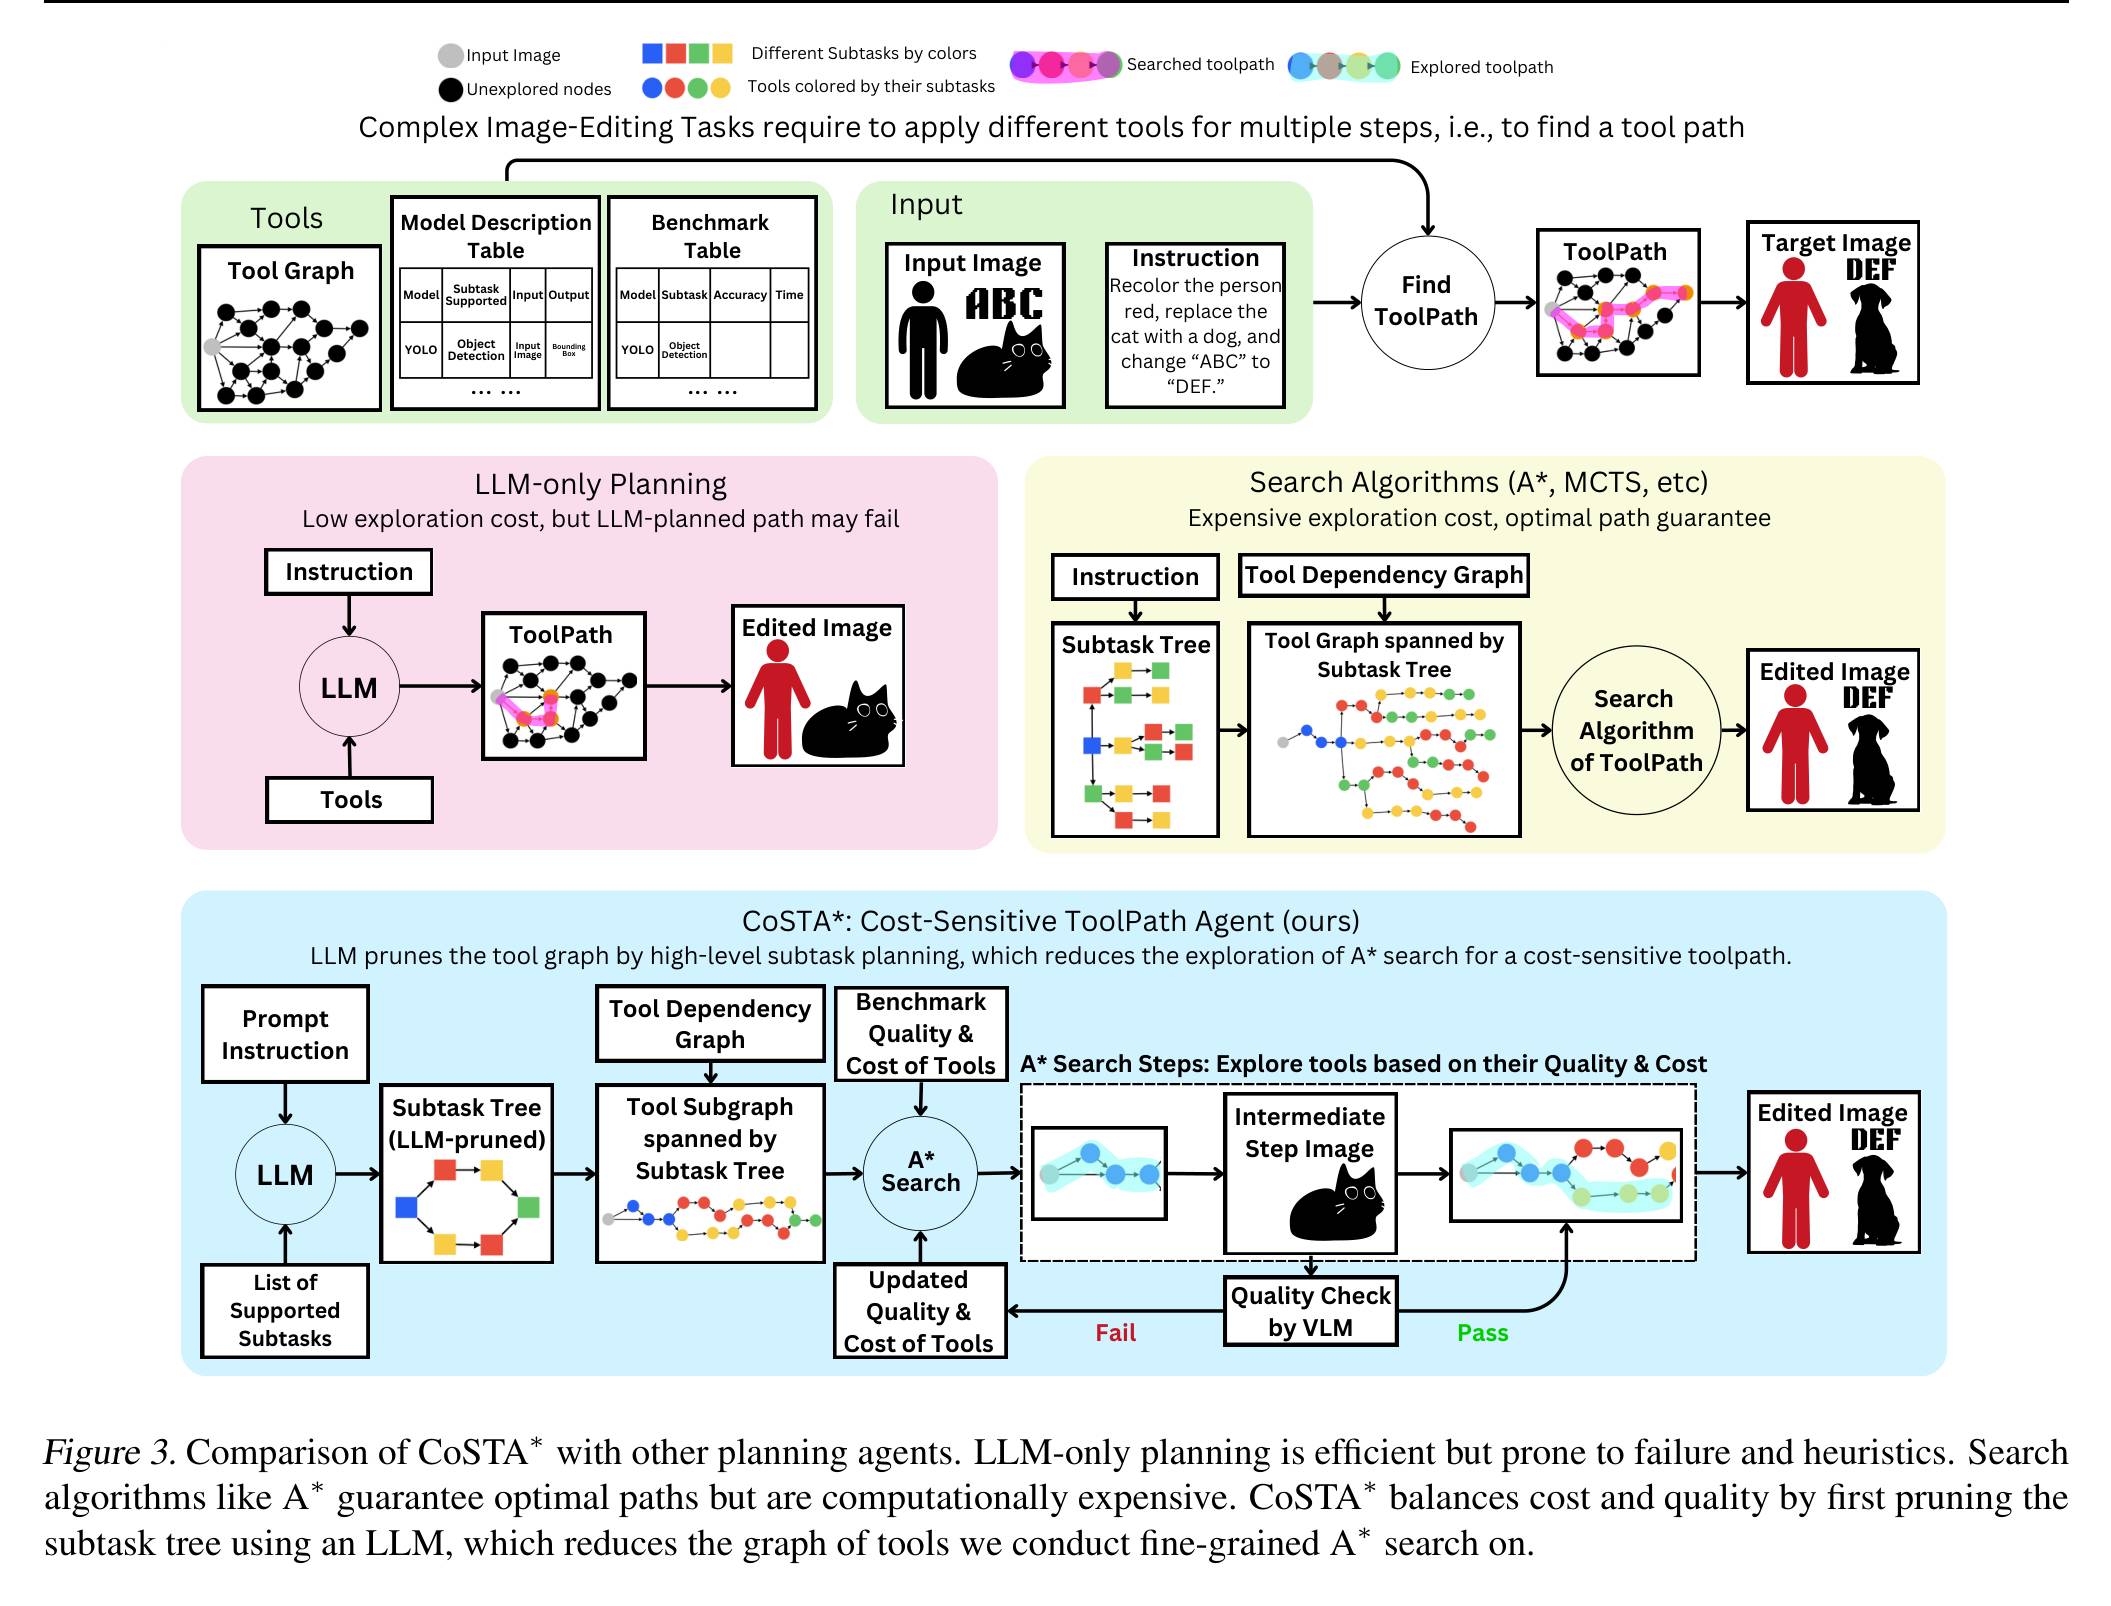 Input Image
Unexplored nodes
Different Subtasks by colors
Tools colored by their subtasks
Searched toolpath
Explored toolpath
Complex Image-Editing Tasks require to apply different tools for multiple steps, i.e., to find a tool path
Tools
Tool Graph
Model Description
Table
Model
Subtask
Supported
Input
Output
YOLO
Object
Detection
Input
Image
Bounding
Box
... ...
Benchmark
Table
Model
Subtask
Accuracy
Time
YOLO
Object
Detection
... ...
Input
Input Image
ABC
Instruction
Recolor the person
red, replace the
cat with a dog, and
change “ABC” to
“DEF.”
Find
ToolPath
ToolPath
Target Image
DEF
LLM-only Planning
Low exploration cost, but LLM-planned path may fail
Instruction
LLM
Tools
ToolPath
Edited Image
Search Algorithms (A*, MCTS, etc)
Expensive exploration cost, optimal path guarantee
Instruction
Tool Dependency Graph
Subtask Tree
Tool Graph spanned by
Subtask Tree
Search
Algorithm
of ToolPath
Edited Image
DEF
CoSTA*: Cost-Sensitive ToolPath Agent (ours)
LLM prunes the tool graph by high-level subtask planning, which reduces the exploration of A* search for a cost-sensitive toolpath.
Prompt
Instruction
LLM
List of
Supported
Subtasks
Subtask Tree
(LLM-pruned)
Tool Dependency
Graph
Tool Subgraph
spanned by
Subtask Tree
Benchmark
Quality &
Cost of Tools
A*
Search
Updated
Quality &
Cost of Tools
A* Search Steps: Explore tools based on their Quality & Cost
Intermediate
Step Image
Quality Check
by VLM
Fail
Pass
Edited Image
DEF
Figure 3. Comparison of CoSTA* with other planning agents. LLM-only planning is efficient but prone to failure and heuristics. Search
algorithms like A* guarantee optimal paths but are computationally expensive. CoSTA* balances cost and quality by first pruning the
subtask tree using an LLM, which reduces the graph of tools we conduct fine-grained A* search on.